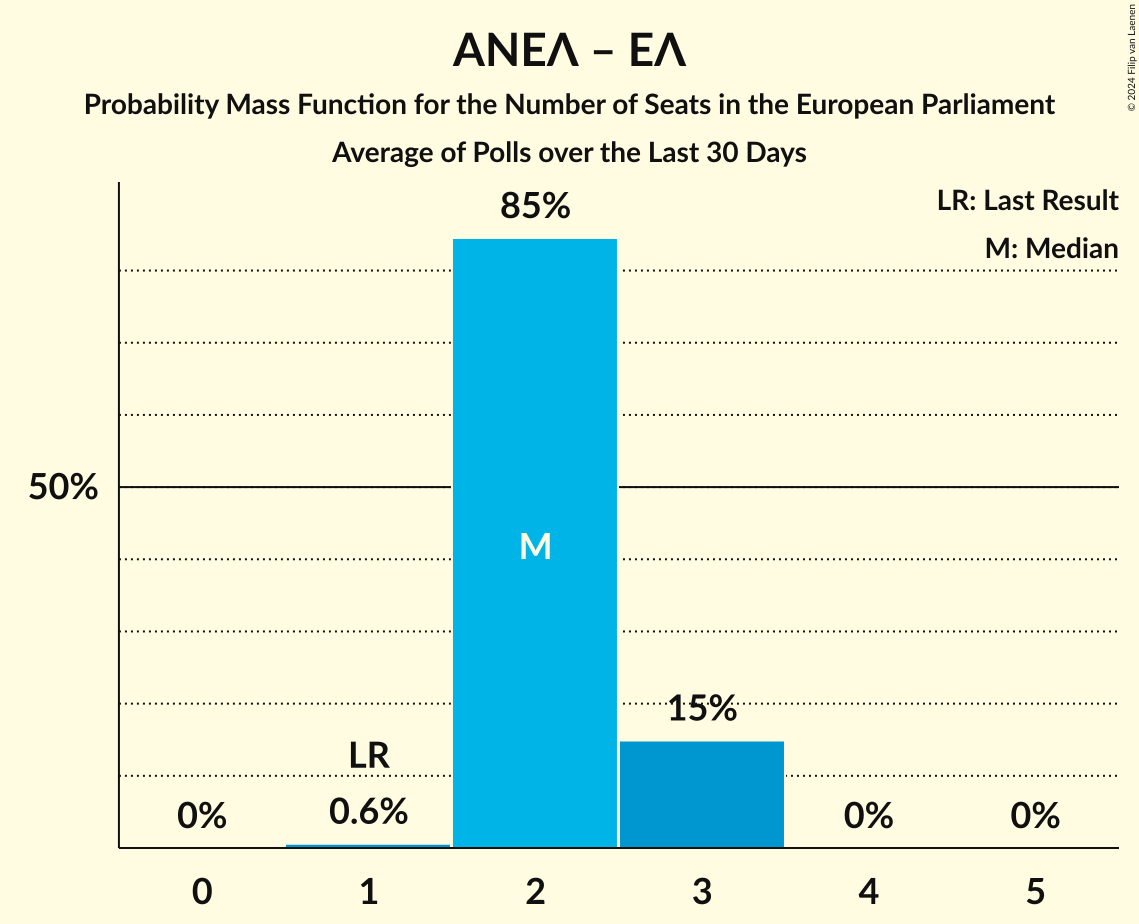 ΑΝΕΛ – ΕΛ
Probability Mass Function for the Number of Seats in the European Parliament
Average of Polls over the Last 30 Days
© 2024 Filip van Laenen
LR: Last Result
M: Median
85%
50%
M
15%
LR
0% 0.6% 0% 0%
0 1 2 3 4 5